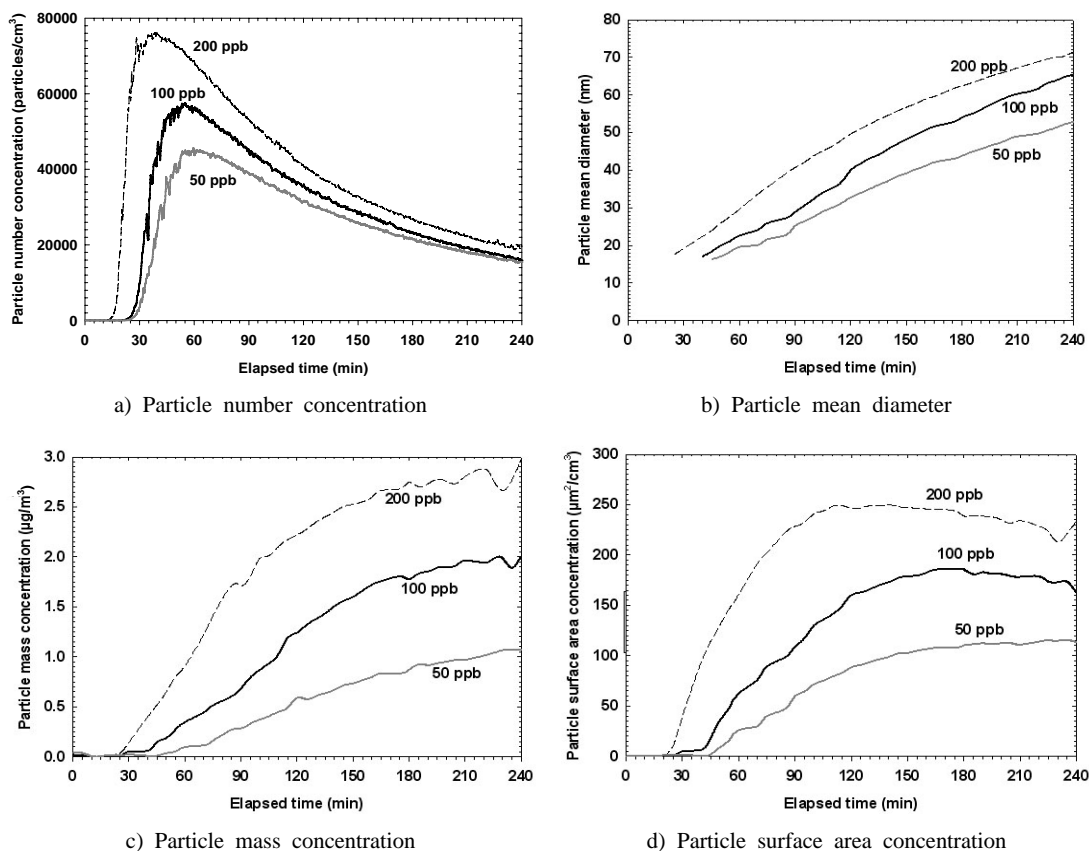 Particle number concentration (particles/cm³)
80000
60000
40000
20000
0
200 ppb
100 ppb
50 ppb
0 30 60 90 120 150 180 210 240
Elapsed time (min)
a) Particle number concentration
Particle mean diameter (nm)
80
70
60
50
40
30
20
10
0
200 ppb
100 ppb
50 ppb
0 30 60 90 120 150 180 210 240
Elapsed time (min)
b) Particle mean diameter
Particle mass concentration (µg/m³)
3.0
2.5
2.0
1.5
1.0
0.5
0.0
200 ppb
100 ppb
50 ppb
0 30 60 90 120 150 180 210 240
Elapsed time (min)
c) Particle mass concentration
Particle surface area concentration (µm²/cm³)
300
250
200
150
100
50
0
200 ppb
100 ppb
50 ppb
0 30 60 90 120 150 180 210 240
Elapsed time (min)
d) Particle surface area concentration